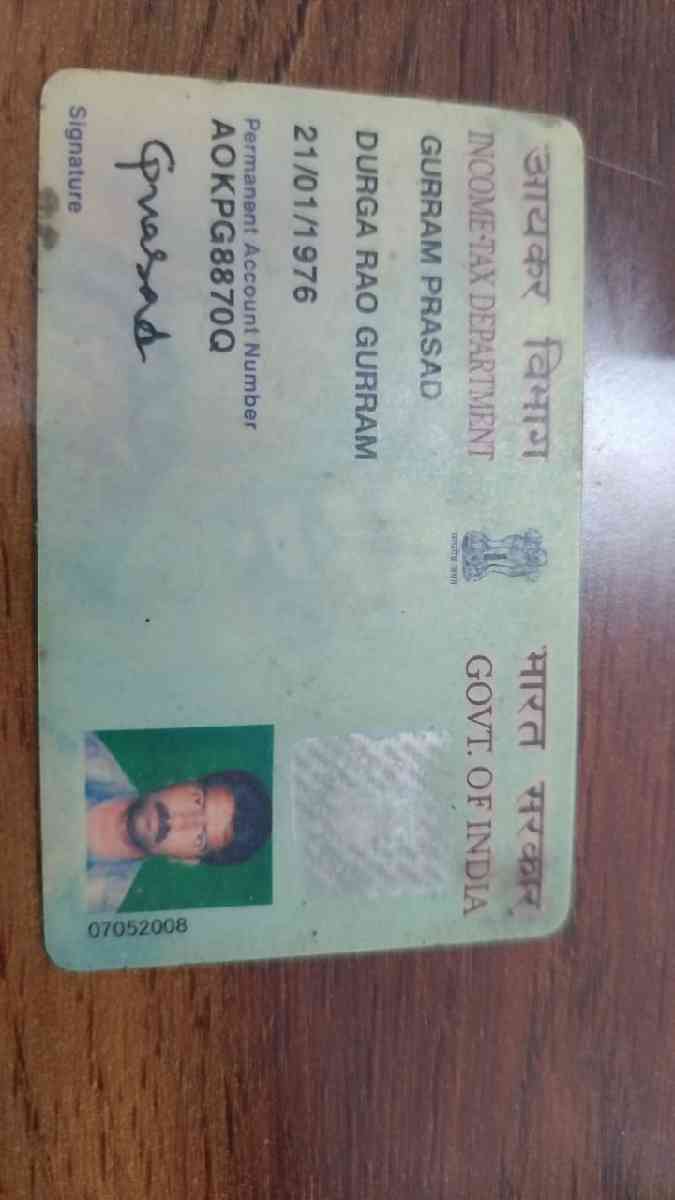 आयकर विभाग
INCOME-TAX DEPARTMENT
भारत सरकार
GOVT. OF INDIA
GURRAM PRASAD
DURGA RAO GURRAM
21/01/1976
Permanent Account Number
AOKPG8870Q
Gprasad
Signature
07052008